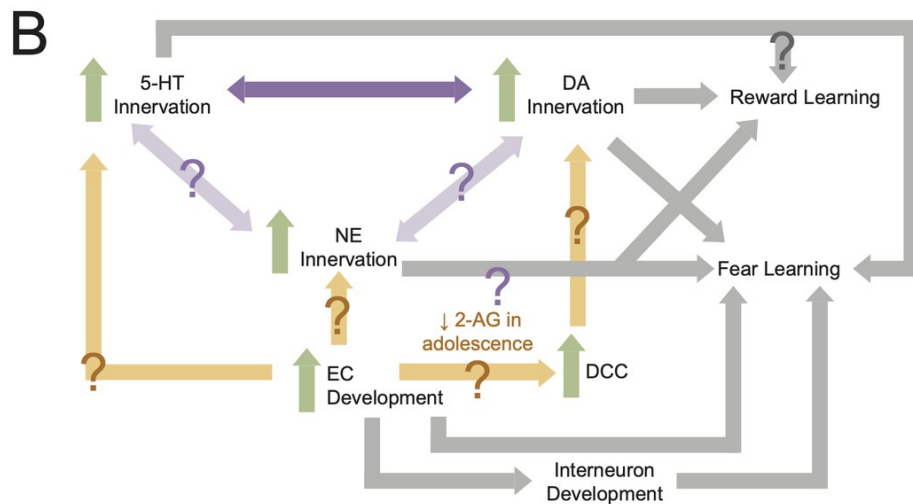 B
5-HT
Innervation
DA
Innervation
?
Reward Learning
?
?
?
NE
Innervation
Fear Learning
?
?
↓ 2-AG in
adolescence
?
EC
Development
?
DCC
Interneuron
Development